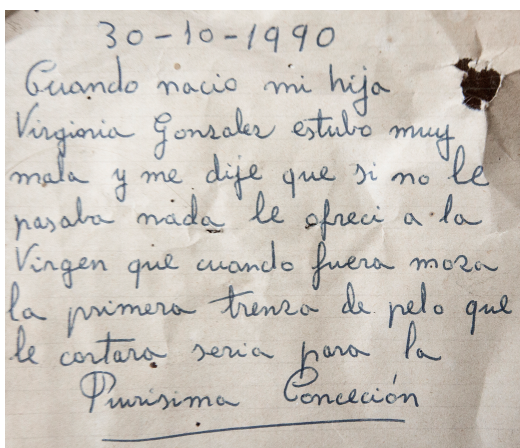 30-10-1990
Cuando nacio mi hija
Virginia Gonzalez estubo muy
mala y me dije que si no le
pasaba nada le ofreci a la
Virgen que cuando fuera moza
la primera trenza de pelo que
le cortara seria para la
Purisima Conceción